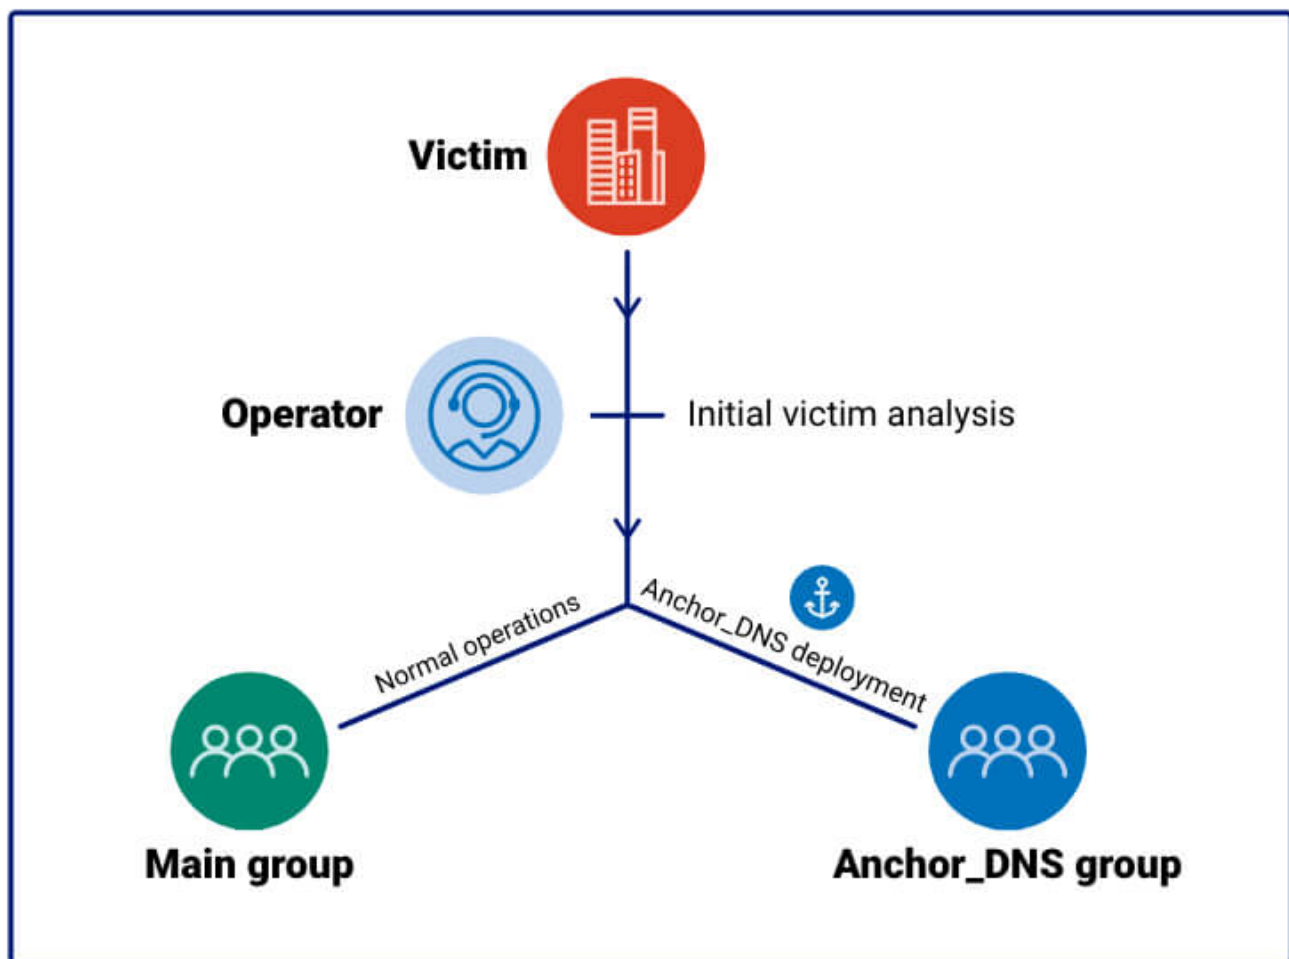 Victim
Operator
Initial victim analysis
Normal operations
Anchor_DNS deployment
Main group
Anchor_DNS group